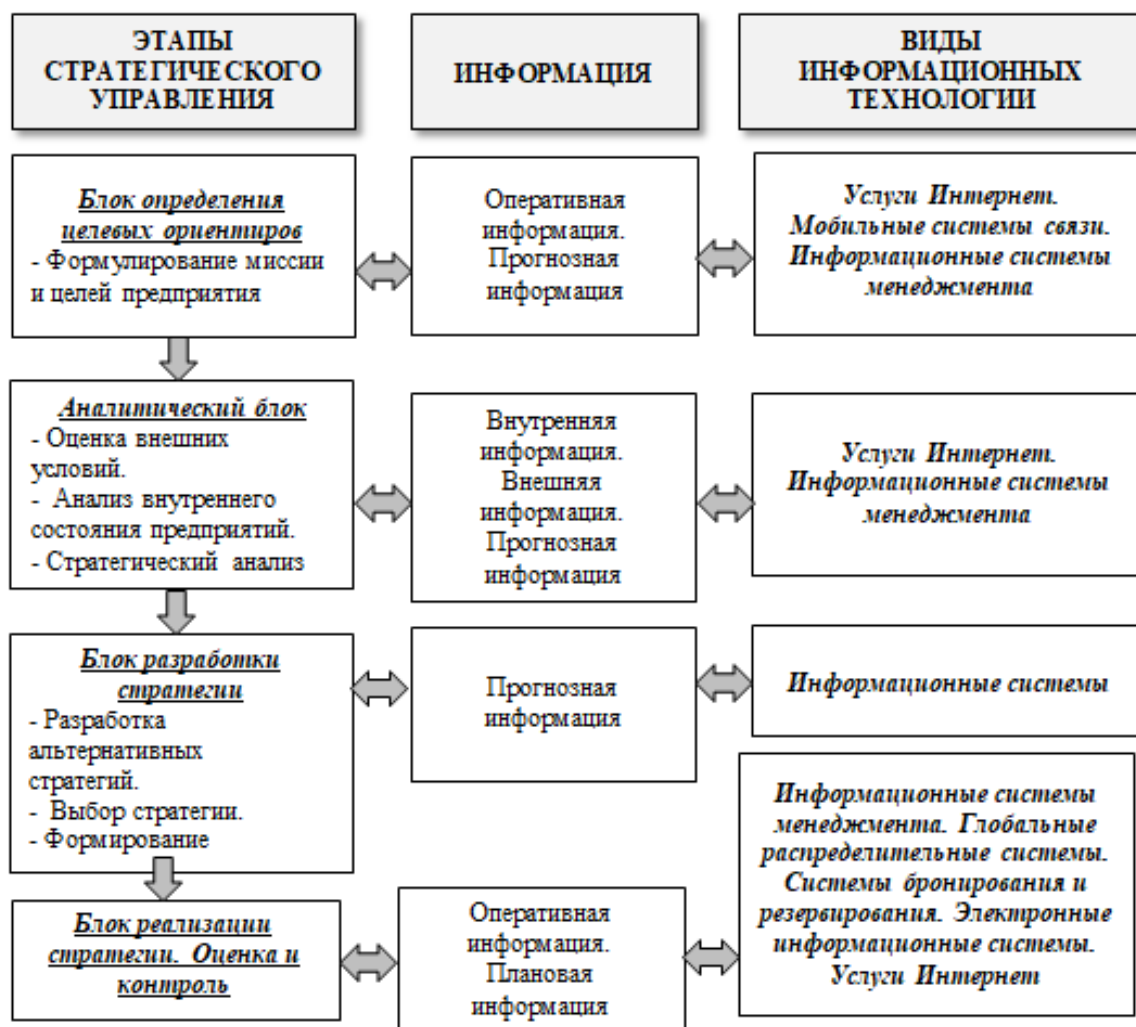 ЭТАПЫ
СТРАТЕГИЧЕСКОГО
УПРАВЛЕНИЯ
ИНФОРМАЦИЯ
ВИДЫ
ИНФОРМАЦИОННЫХ
ТЕХНОЛОГИИ
Блок определения
целевых ориентиров
- Формулирование миссии
и целей предприятия
Оперативная
информация.
Прогнозная
информация
Услуги Интернет.
Мобильные системы связи.
Информационные системы
менеджмента
Аналитический блок
- Оценка внешних
условий.
- Анализ внутреннего
состояния предприятий.
- Стратегический анализ
Внутренняя
информация.
Внешняя
информация.
Прогнозная
информация
Услуги Интернет.
Информационные системы
менеджмента
Блок разработки
стратегии
- Разработка
альтернативных
стратегий.
- Выбор стратегии.
- Формирование
Прогнозная
информация
Информационные системы
Блок реализации
стратегии. Оценка и
контроль
Оперативная
информация.
Плановая
информация
Информационные системы
менеджмента. Глобальные
распределительные системы.
Системы бронирования и
резервирования. Электронные
информационные системы.
Услуги Интернет